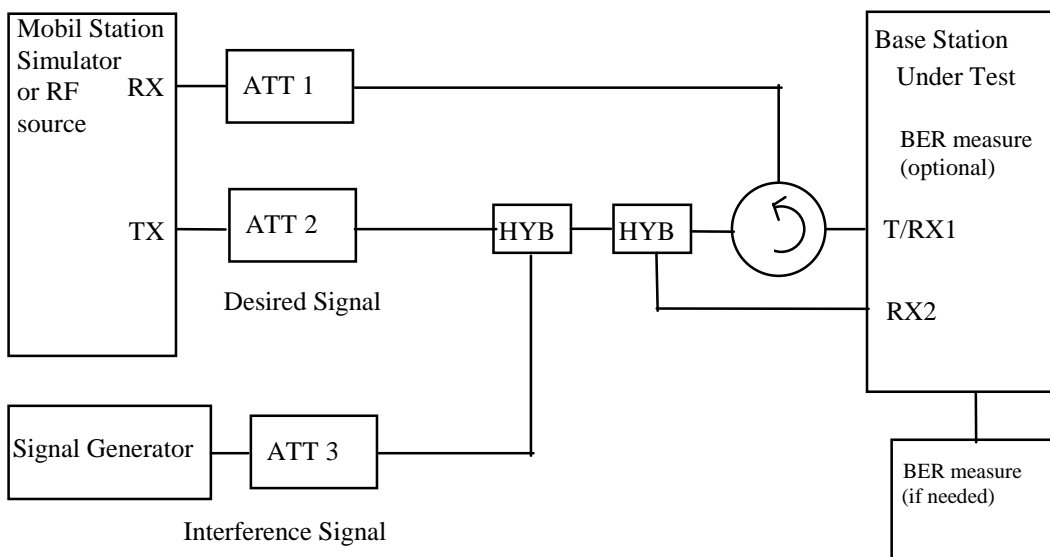 Mobil Station
Simulator
or RF
source
RX
TX
ATT 1
ATT 2
Desired Signal
HYB
HYB
Signal Generator
ATT 3
Interference Signal
Base Station
Under Test
BER measure
(optional)
T/RX1
RX2
BER measure
(if needed)